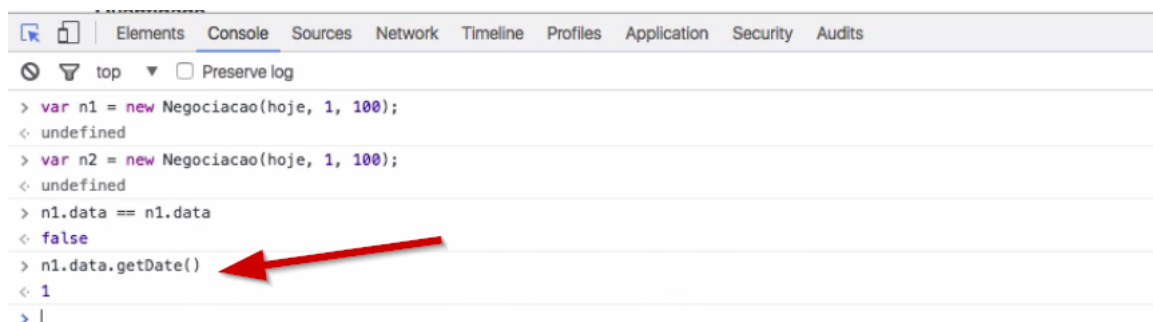 Elements Console Sources Network Timeline Profiles Application Security Audits
top ▼ Preserve log
> var n1 = new Negociacao(hoje, 1, 100);
< undefined
> var n2 = new Negociacao(hoje, 1, 100);
< undefined
> n1.data == n1.data
< false
> n1.data.getDate()
< 1
>